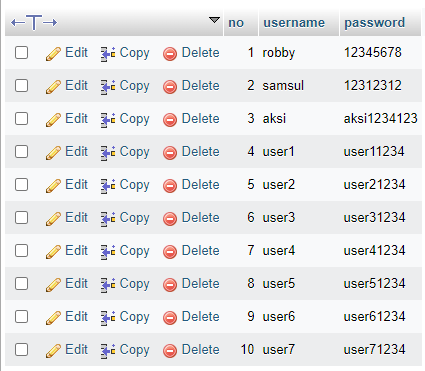 no username password
Edit Copy Delete 1 robby 12345678
Edit Copy Delete 2 samsul 12312312
Edit Copy Delete 3 aksi aksi1234123
Edit Copy Delete 4 user1 user11234
Edit Copy Delete 5 user2 user21234
Edit Copy Delete 6 user3 user31234
Edit Copy Delete 7 user4 user41234
Edit Copy Delete 8 user5 user51234
Edit Copy Delete 9 user6 user61234
Edit Copy Delete 10 user7 user71234